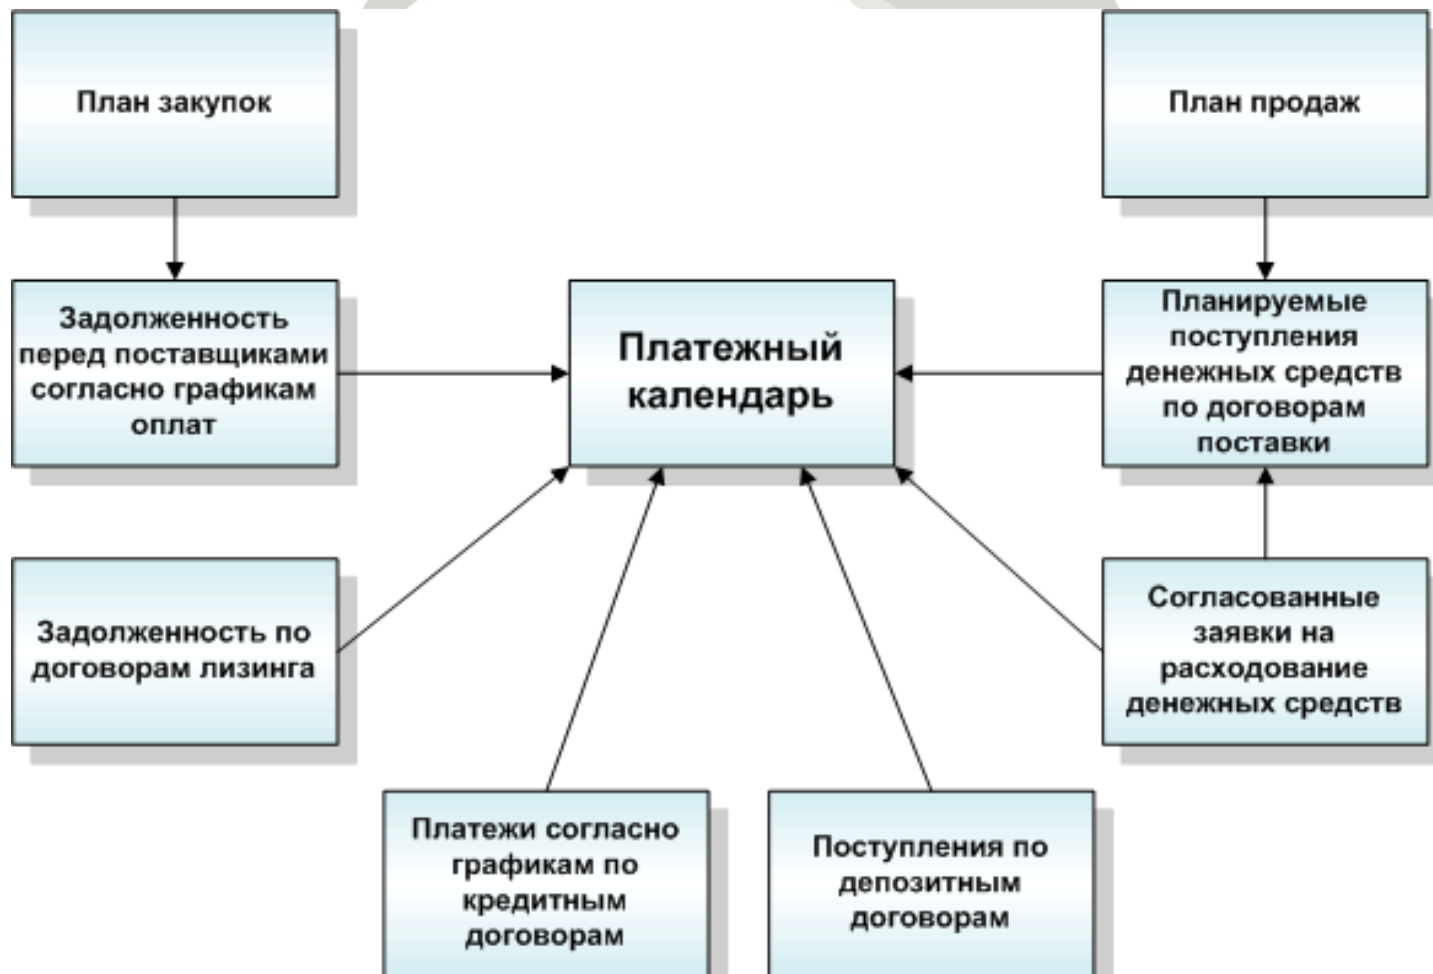 План закупок
План продаж
Задолженность
перед поставщиками
согласно графикам
оплат
Платежный
календарь
Планируемые
поступления
денежных средств
по договорам
поставки
Задолженность по
договорам лизинга
Согласованные
заявки на
расходование
денежных средств
Платежи согласно
графикам по
кредитным
договорам
Поступления по
депозитным
договорам